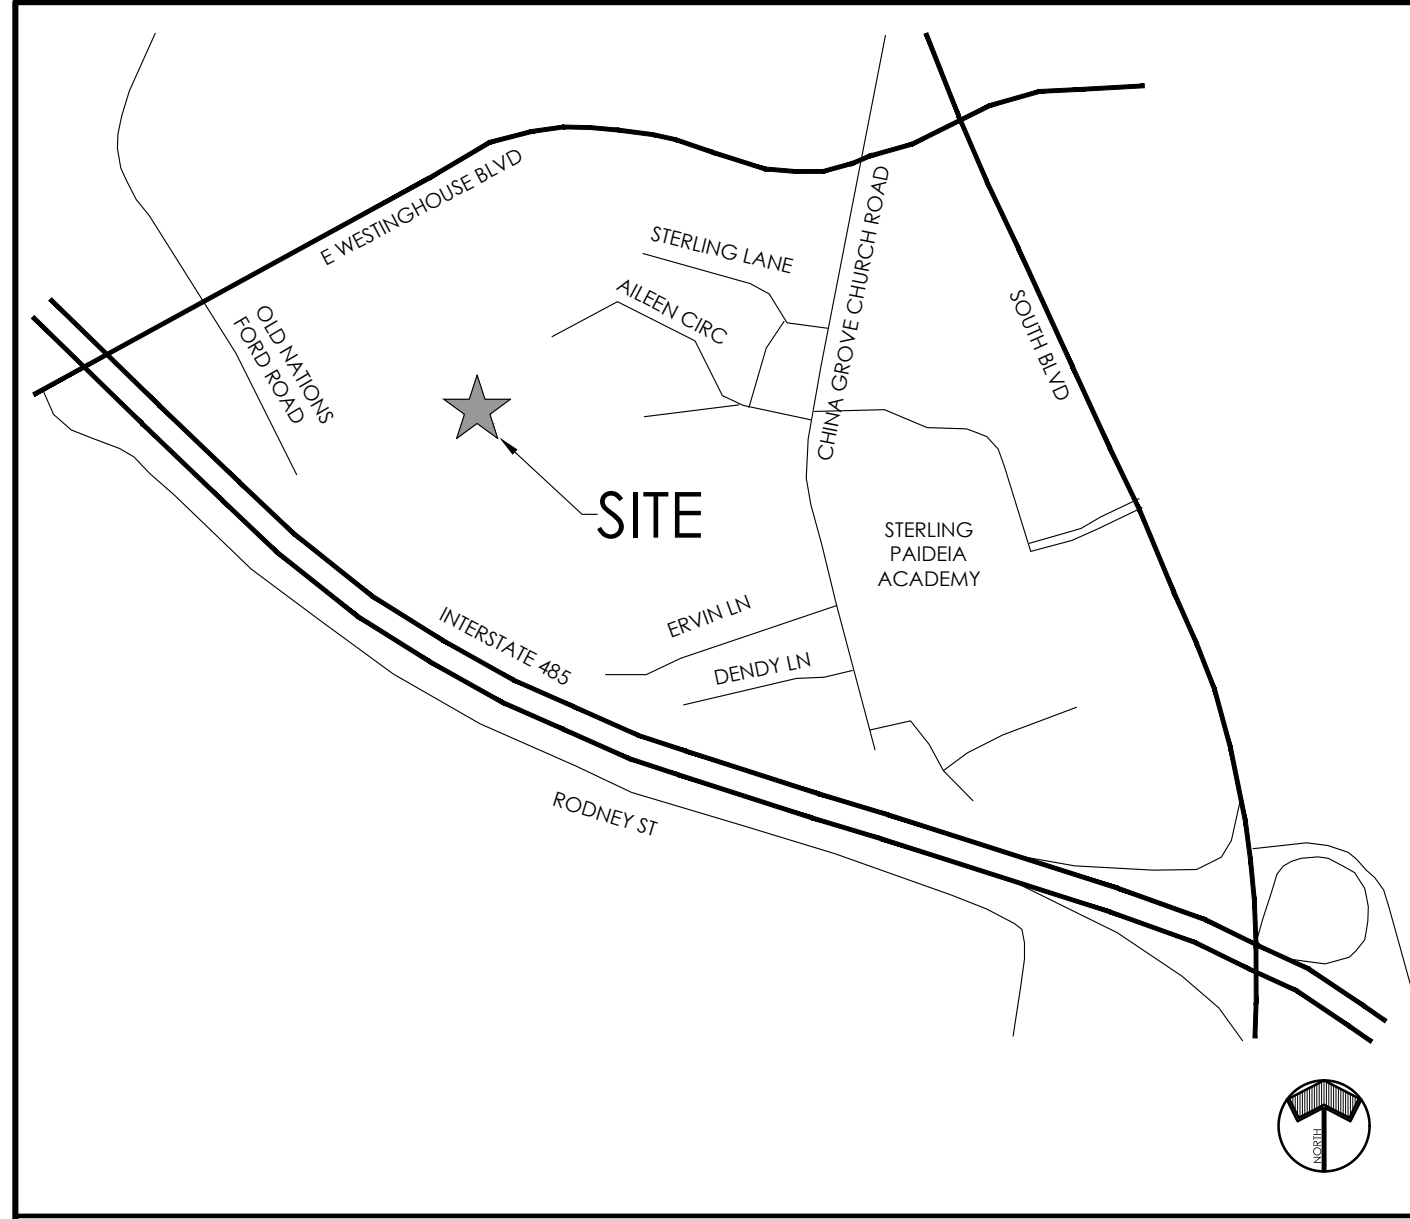 E WESTINGHOUSE BLVD
STERLING LANE
AILEEN CIRC
CHINA GROVE CHURCH ROAD
OLD NATIONS
FORD ROAD
SOUTH BLVD
SITE
STERLING
PAIDEIA
ACADEMY
ERVIN LN
DENDY LN
INTERSTATE 485
RODNEY ST
NORTH